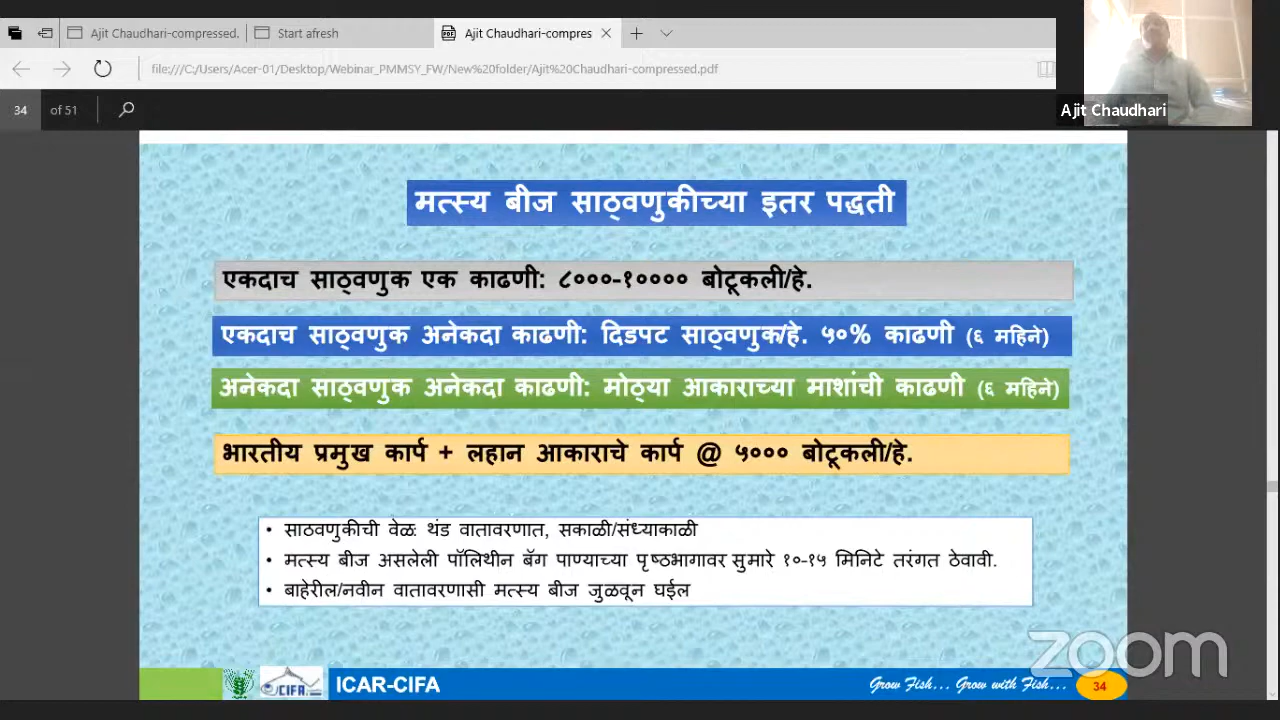 Ajit Chaudhari-compressed.
Start afresh
Ajit Chaudhari-compres
file:///C:/Users/Acer-01/Desktop/Webinar_PMMSY_FW/New%20folder/Ajit%20Chaudhari-compressed.pdf
34 of 51
Ajit Chaudhari
मत्स्य बीज साठ्वणुकीच्या इतर पद्धती
एकदाच साठ्वणुक एक काढणी: ८०००-१०००० बोटूकली/हे.
एकदाच साठ्वणुक अनेकदा काढणी: दिडपट साठ्वणुक/हे. ५०% काढणी (६ महिने)
अनेकदा साठ्वणुक अनेकदा काढणी: मोठ्या आकाराच्या माशांची काढणी (६ महिने)
भारतीय प्रमुख कार्प + लहान आकाराचे कार्प @ ५००० बोटूकली/हे.
• साठवणुकीची वेळ: थंड वातावरणात, सकाळी/संध्याकाळी
• मत्स्य बीज असलेली पॉलिथीन बॅग पाण्याच्या पृष्ठभागावर सुमारे १०-१५ मिनिटे तरंगत ठेवावी.
• बाहेरील/नवीन वातावरणासी मत्स्य बीज जुळवून घईल
zoom
CIFA
ICAR-CIFA
Grow Fish... Grow with Fish...
34